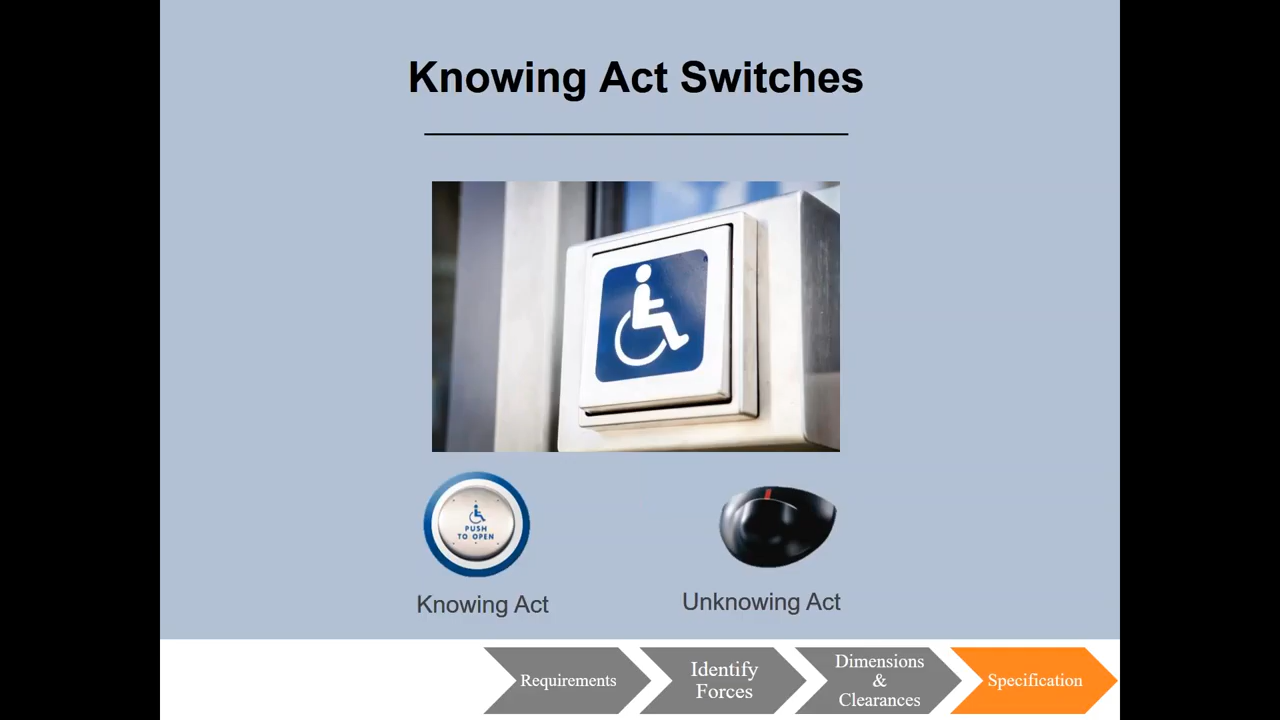 Knowing Act Switches
PUSH
TO OPEN
Knowing Act
Unknowing Act
Requirements
Identify
Forces
Dimensions
&
Clearances
Specification